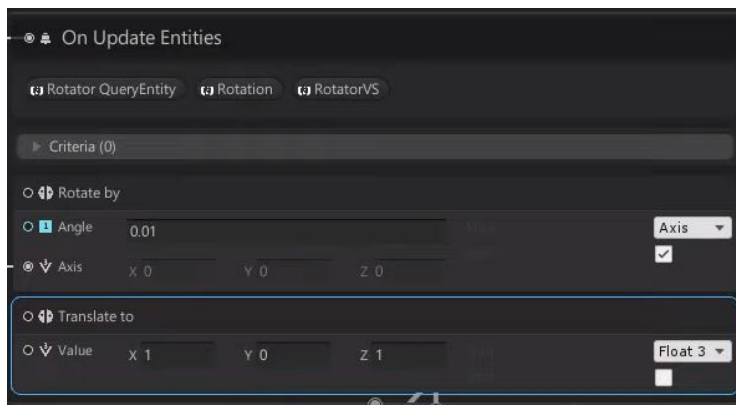 On Update Entities
Rotator QueryEntity Rotation RotatorVS
Criteria (0)
Rotate by
1 Angle 0.01 Axis
Axis X 0 Y 0 Z 0
Translate to
Value X 1 Y 0 Z 1 Float 3